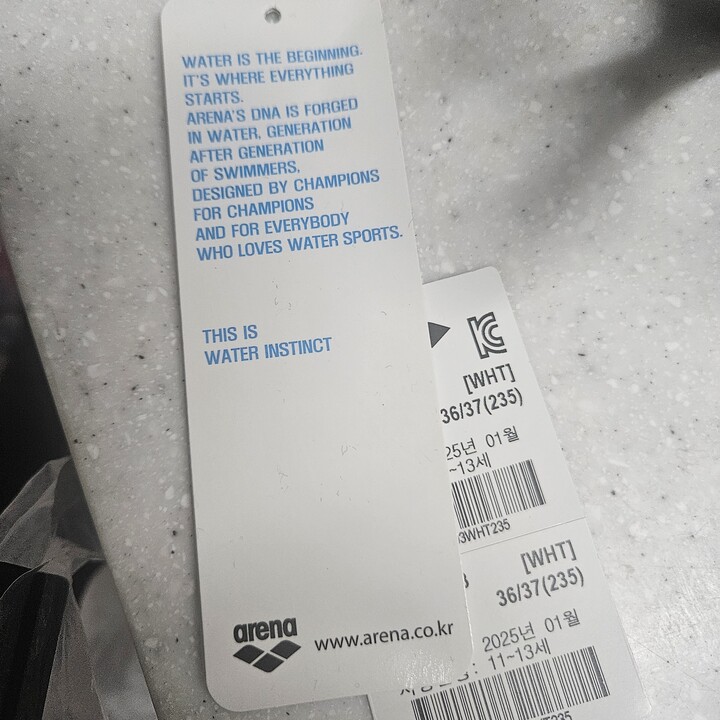 WATER IS THE BEGINNING.
IT'S WHERE EVERYTHING
STARTS.
ARENA'S DNA IS FORGED
IN WATER, GENERATION
AFTER GENERATION
OF SWIMMERS,
DESIGNED BY CHAMPIONS
FOR CHAMPIONS
AND FOR EVERYBODY
WHO LOVES WATER SPORTS.
THIS IS
WATER INSTINCT
arena
www.arena.co.kr
[WHT]
36/37(235)
25년 01월
~13세
3WHT235
[WHT]
36/37(235)
2025년 01월
11~13세